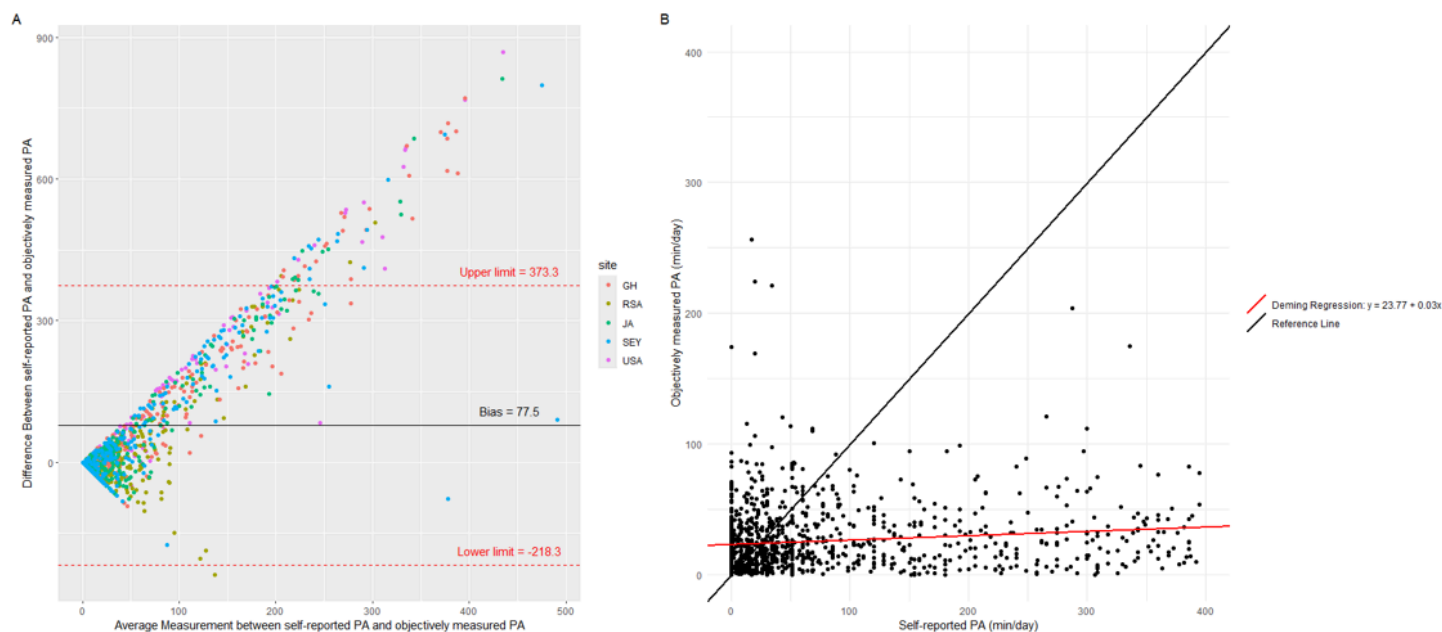 A
900
600
300
0
Difference Between self-reported PA and objectively measured PA
Upper limit = 373.3
Bias = 77.5
Lower limit = -218.3
0 100 200 300 400 500
Average Measurement between self-reported PA and objectively measured PA
site
GH
RSA
JA
SEY
USA
B
400
300
200
100
0
Objectively measured PA (min/day)
0 100 200 300 400
Self-reported PA (min/day)
Deming Regression: y = 23.77 + 0.03x
Reference Line